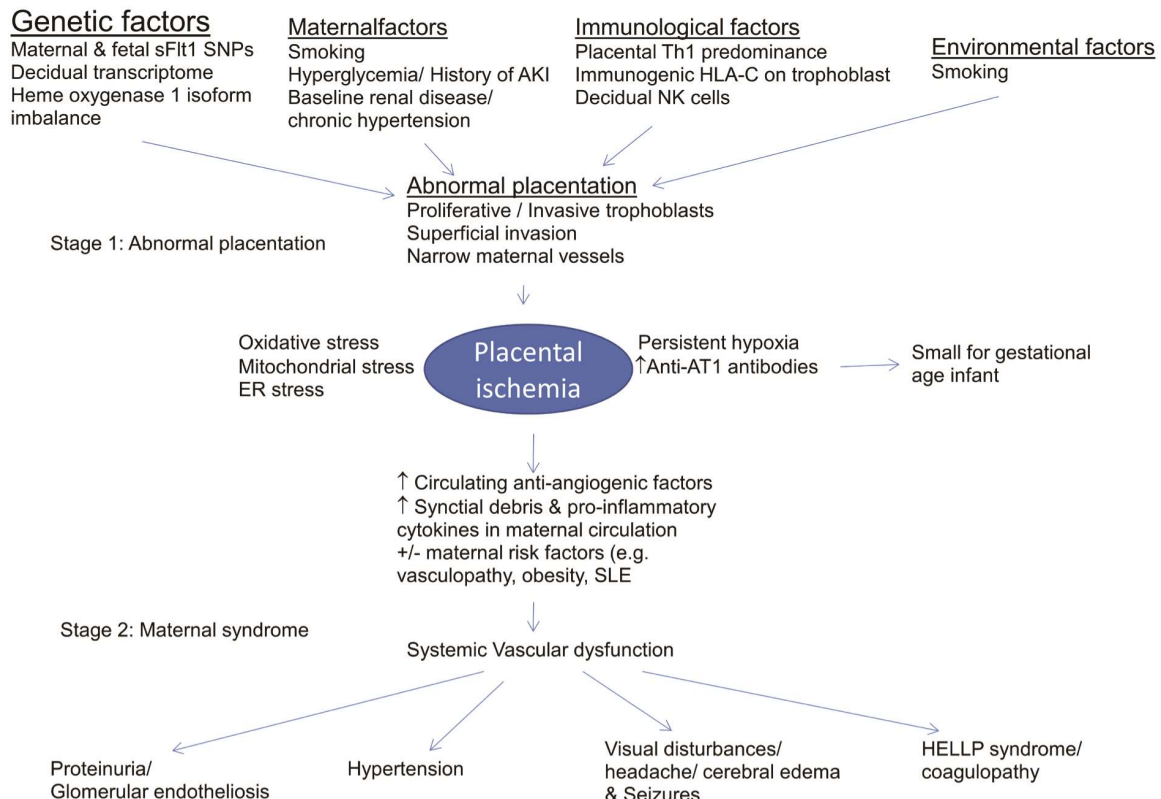 Genetic factors
Maternal & fetal sFlt1 SNPs
Decidual transcriptome
Heme oxygenase 1 isoform
imbalance
Maternalfactors
Smoking
Hyperglycemia/ History of AKI
Baseline renal disease/
chronic hypertension
Immunological factors
Placental Th1 predominance
Immunogenic HLA-C on trophoblast
Decidual NK cells
Environmental factors
Smoking
Abnormal placentation
Proliferative / Invasive trophoblasts
Superficial invasion
Narrow maternal vessels
Stage 1: Abnormal placentation
Oxidative stress
Mitochondrial stress
ER stress
Placental
ischemia
Persistent hypoxia
↑Anti-AT1 antibodies
Small for gestational
age infant
↑ Circulating anti-angiogenic factors
↑ Synctial debris & pro-inflammatory
cytokines in maternal circulation
+/- maternal risk factors (e.g.
vasculopathy, obesity, SLE
Stage 2: Maternal syndrome
Systemic Vascular dysfunction
Proteinuria/
Glomerular endotheliosis
Hypertension
Visual disturbances/
headache/ cerebral edema
& Seizures
HELLP syndrome/
coagulopathy